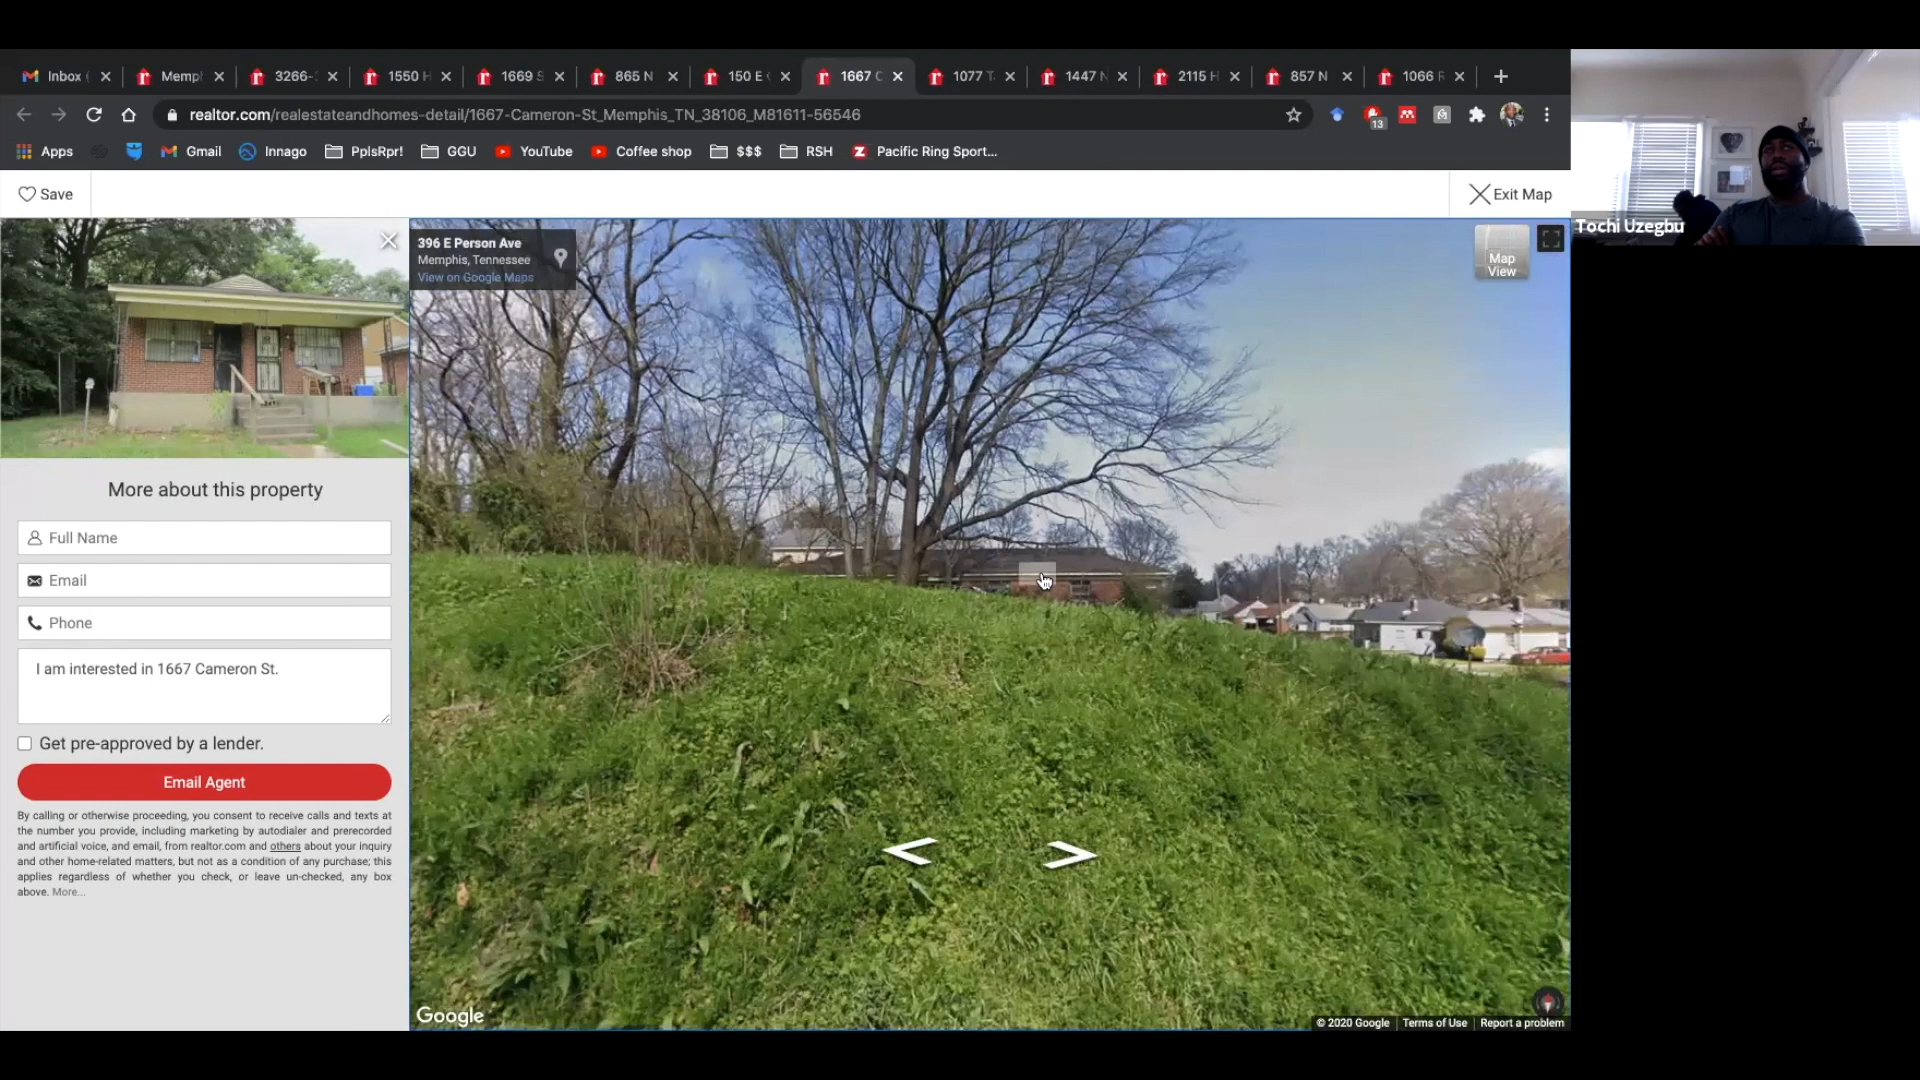 Inbox (
Memp
3266-
1550 H
1669 S
865 N
150 E
1667 C
1077 T
1447 N
2115 H
857 N
1066 R
realtor.com/realestateandhomes-detail/1667-Cameron-St_Memphis_TN_38106_M81611-56546
13
Apps
Gmail
Innago
PplsRpr!
GGU
YouTube
Coffee shop
$$$
RSH
Pacific Ring Sport...
Save
Exit Map
396 E Person Ave
Memphis, Tennessee
View on Google Maps
Map
View
Tochi Uzegbu
More about this property
Full Name
Email
Phone
I am interested in 1667 Cameron St.
Get pre-approved by a lender.
Email Agent
By calling or otherwise proceeding, you consent to receive calls and texts at
the number you provide, including marketing by autodialer and prerecorded
and artificial voice, and email, from realtor.com and others about your inquiry
and other home-related matters, but not as a condition of any purchase; this
applies regardless of whether you check, or leave un-checked, any box
above. More...
Google
© 2020 Google
Terms of Use
Report a problem